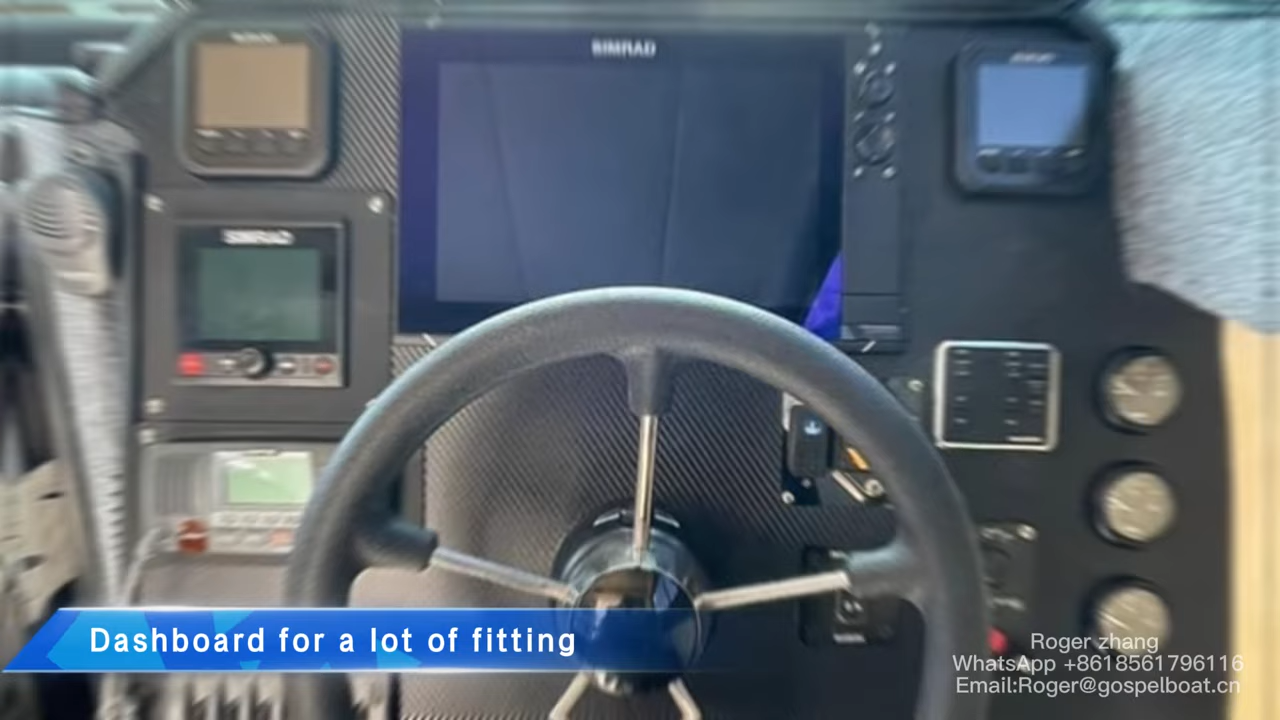 SIMRAD
SIMRAD
Dashboard for a lot of fitting
Roger zhang
WhatsApp +8618561796116
Email:Roger@gospelboat.cn